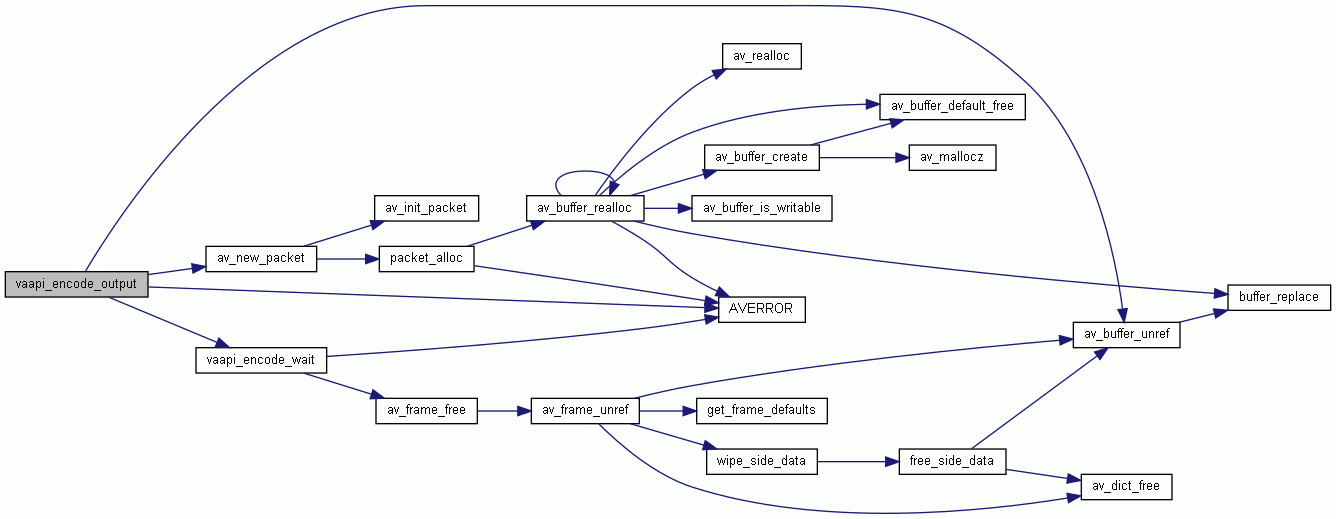 av_realloc
av_buffer_default_free
av_buffer_create
av_mallocz
av_init_packet
av_buffer_realloc
av_buffer_is_writable
av_new_packet
packet_alloc
vaapi_encode_output
buffer_replace
AVERROR
av_buffer_unref
vaapi_encode_wait
av_frame_free
av_frame_unref
get_frame_defaults
wipe_side_data
free_side_data
av_dict_free